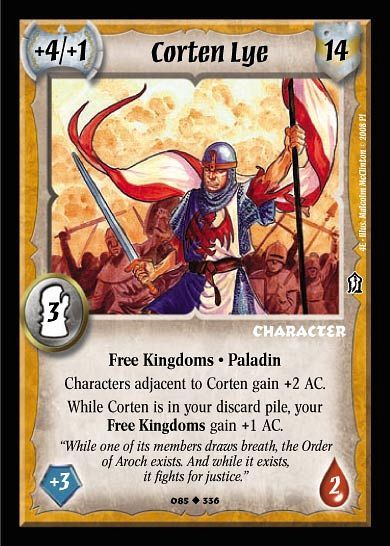 +4/+1
Corten Lye
14
4E • Illus. Malcolm McClinton © 2008 PI
3
CHARACTER
Free Kingdoms • Paladin
Characters adjacent to Corten gain +2 AC.
While Corten is in your discard pile, your
Free Kingdoms gain +1 AC.
“While one of its members draws breath, the Order
of Aroch exists. And while it exists,
it fights for justice.”
+3
2
085 ◆ 336